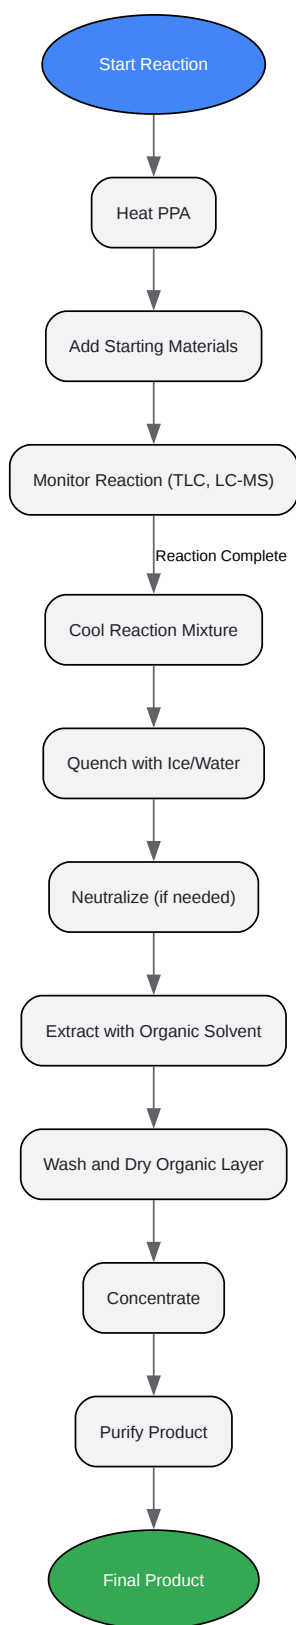 Start Reaction
Heat PPA
Add Starting Materials
Monitor Reaction (TLC, LC-MS)
Reaction Complete
Cool Reaction Mixture
Quench with Ice/Water
Neutralize (if needed)
Extract with Organic Solvent
Wash and Dry Organic Layer
Concentrate
Purify Product
Final Product